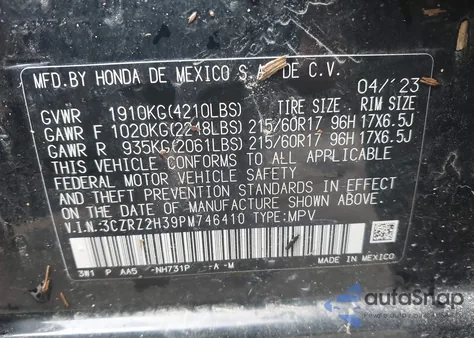 MFD.BY HONDA DE MEXICO S.A. DE C.V.
04/'23
GVWR 1910KG(4210LBS) TIRE SIZE RIM SIZE
GAWR F 1020KG(2248LBS) 215/60R17 96H 17X6.5J
GAWR R 935KG(2061LBS) 215/60R17 96H 17X6.5J
THIS VEHICLE CONFORMS TO ALL APPLICABLE
FEDERAL MOTOR VEHICLE SAFETY
AND THEFT PREVENTION STANDARDS IN EFFECT
ON THE DATE OF MANUFACTURE SHOWN ABOVE.
V.I.N.:3CZRZ2H39PM746410 TYPE:MPV
3W1 P AA5 -NH731P --A -M MADE IN MEXICO
autaShop